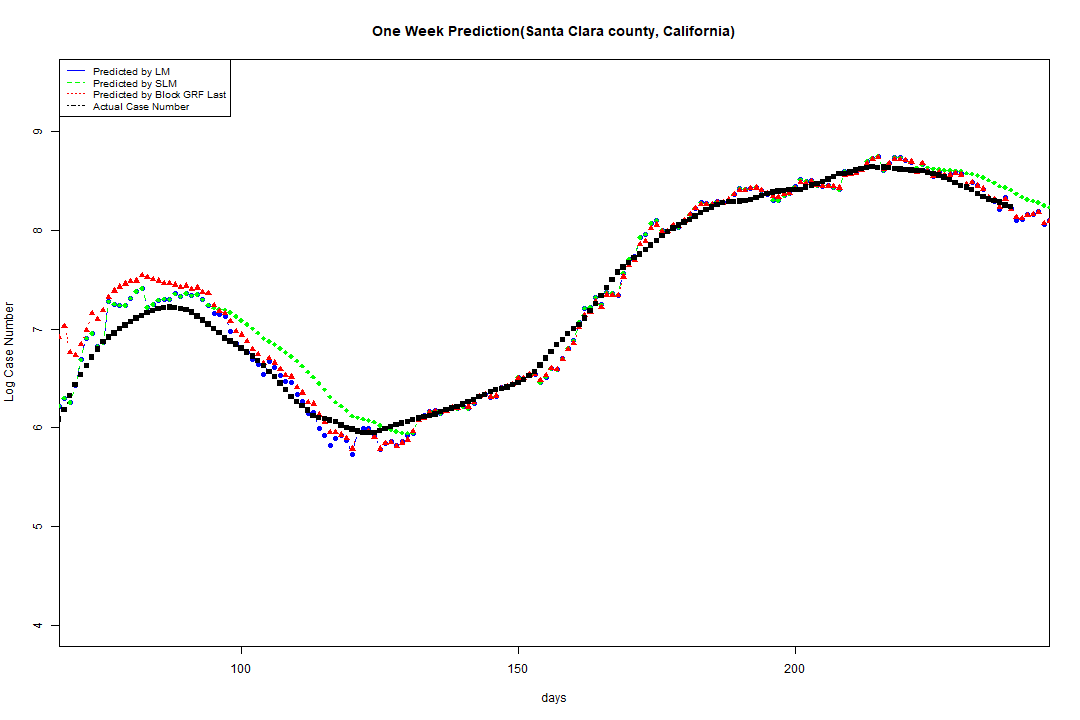 One Week Prediction(Santa Clara county, California)
Predicted by LM
Predicted by SLM
Predicted by Block GRF Last
Actual Case Number
9
8
7
6
5
4
Log Case Number
100
150
200
days